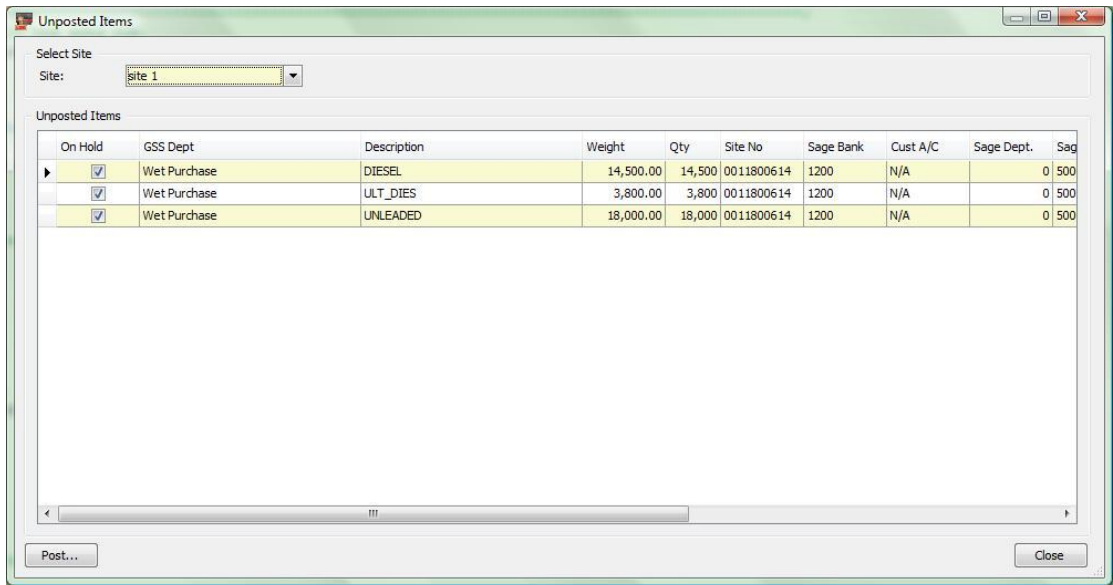 Unposted Items
Select Site
Site: site 1
Unposted Items
On Hold GSS Dept Description Weight Qty Site No Sage Bank Cust A/C Sage Dept. Sag
Wet Purchase DIESEL 14,500.00 14,500 0011800614 1200 N/A 0 500
Wet Purchase ULT_DIES 3,800.00 3,800 0011800614 1200 N/A 0 500
Wet Purchase UNLEADED 18,000.00 18,000 0011800614 1200 N/A 0 500
Post... Close